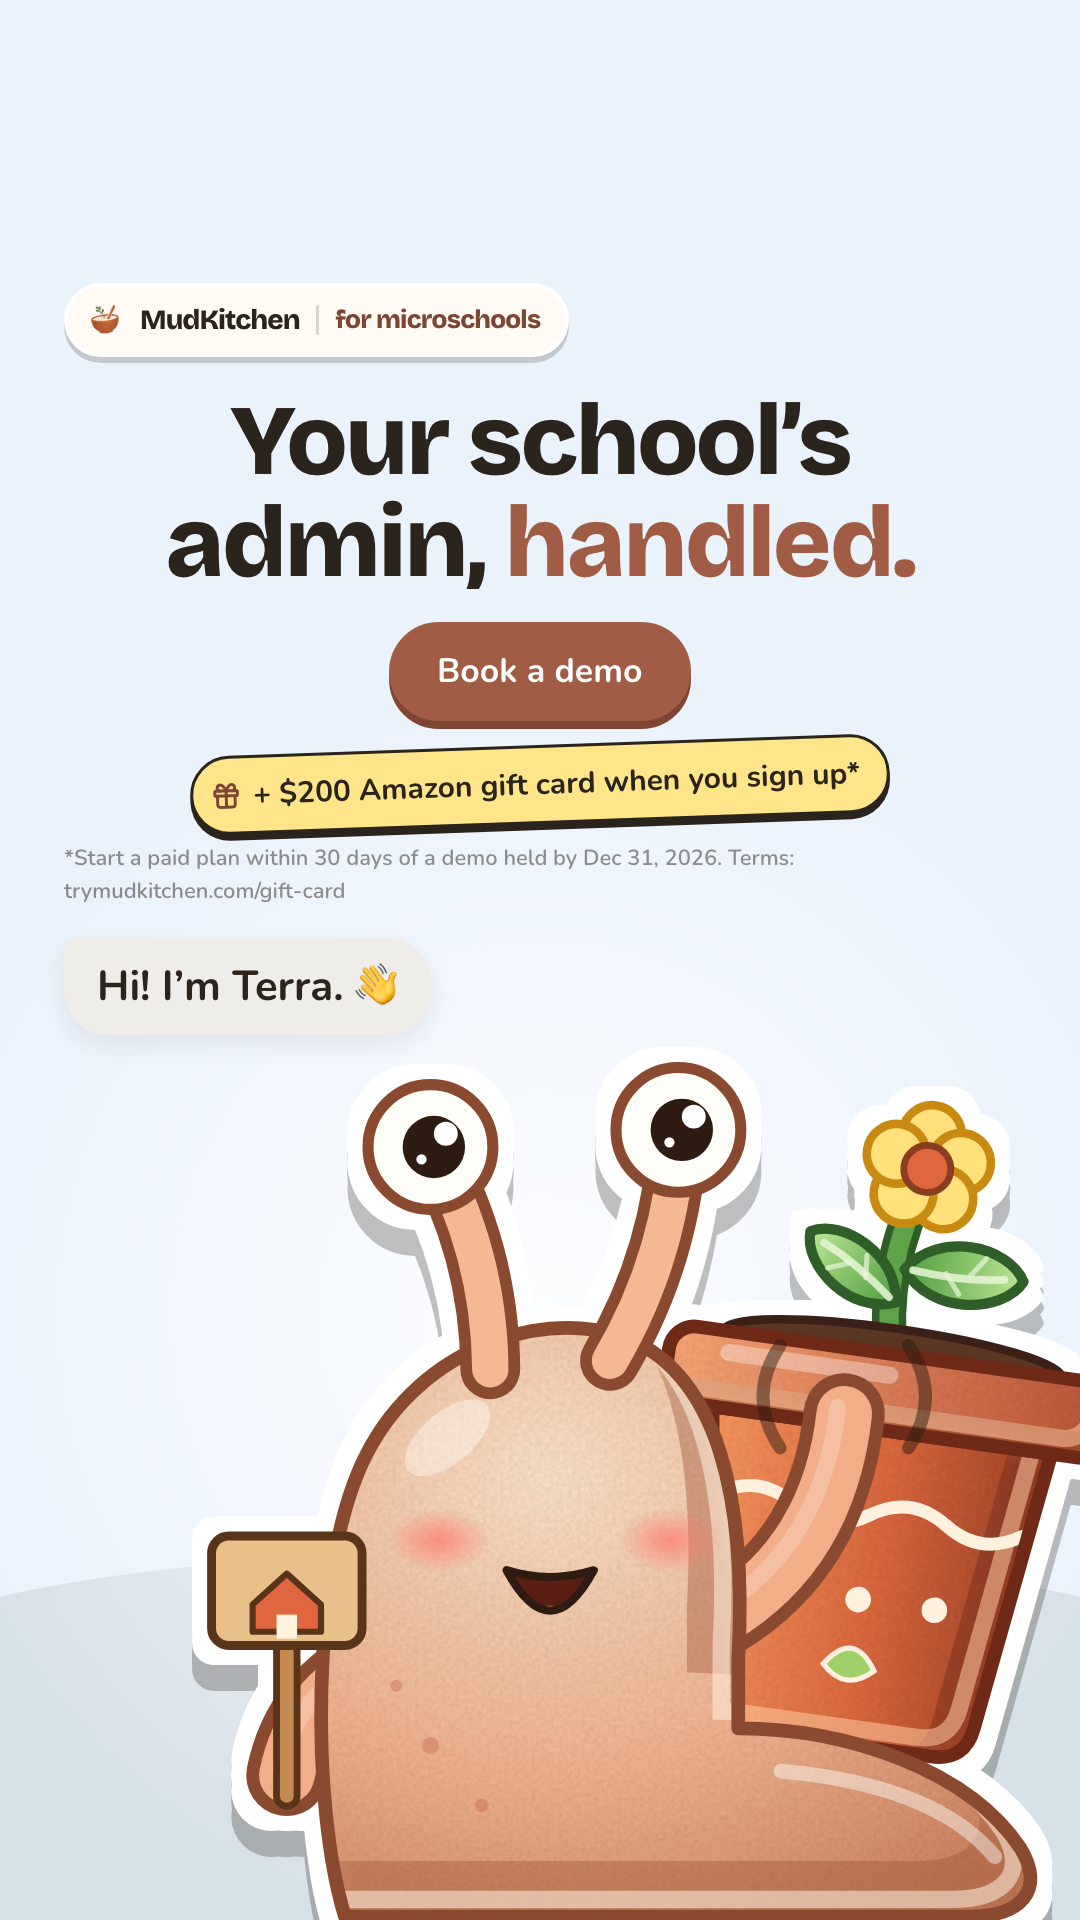 MudKitchen | for microschools
Your school’s
admin, handled.
Book a demo
+ $200 Amazon gift card when you sign up*
*Start a paid plan within 30 days of a demo held by Dec 31, 2026. Terms:
trymudkitchen.com/gift-card
Hi! I’m Terra. 👋